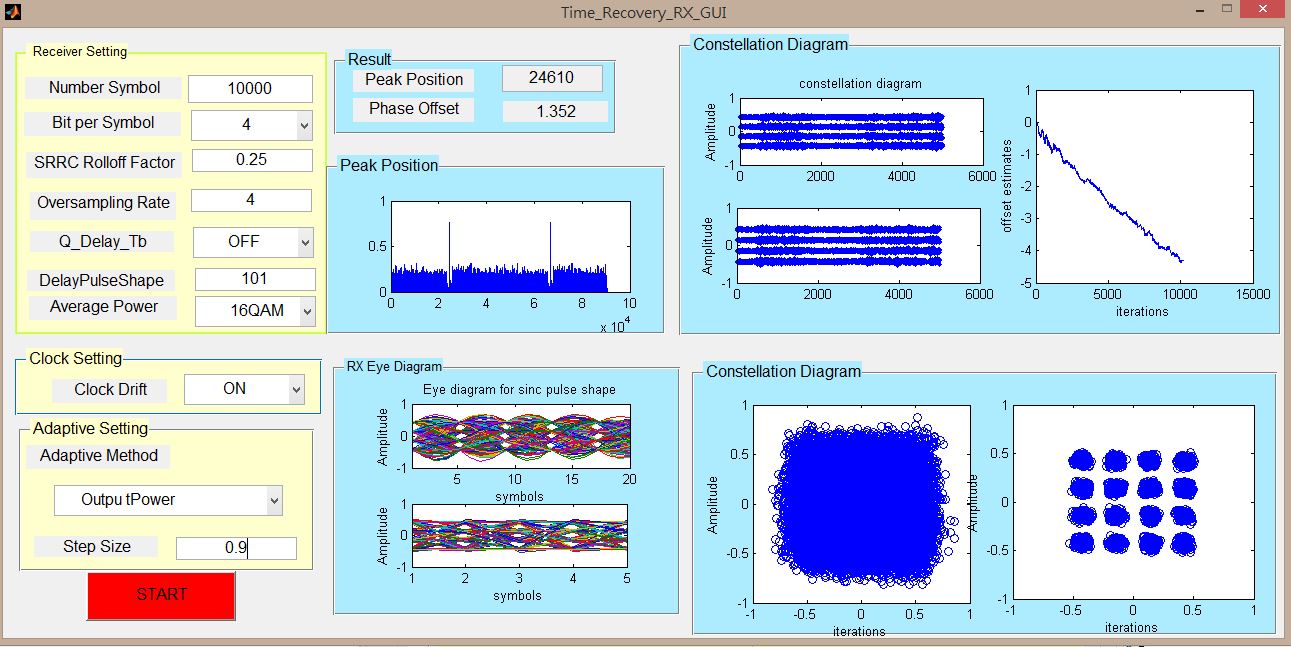 Time_Recovery_RX_GUI
Receiver Setting
Number Symbol 10000
Bit per Symbol 4
SRRC Rolloff Factor 0.25
Oversampling Rate 4
Q_Delay_Tb OFF
DelayPulseShape 101
Average Power 16QAM
Clock Setting
Clock Drift ON
Adaptive Setting
Adaptive Method
Outpu tPower
Step Size 0.9
START
Result
Peak Position 24610
Phase Offset 1.352
Peak Position
1
0.5
0
0 2 4 6 8 10
x 10^4
RX Eye Diagram
Eye diagram for sinc pulse shape
Amplitude
1
0
-1
5 10 15 20
symbols
Amplitude
1
0
-1
1 2 3 4 5
symbols
Constellation Diagram
constellation diagram
Amplitude
1
0
-1
0 2000 4000 6000
Amplitude
1
0
-1
0 2000 4000 6000
offset estimates
1
0
-1
-2
-3
-4
-5
0 5000 10000 15000
iterations
Constellation Diagram
Amplitude
1
0.5
0
-0.5
-1
-1 -0.5 0 0.5 1
iterations
Amplitude
1
0.5
0
-0.5
-1
-1 -0.5 0 0.5 1
iterations